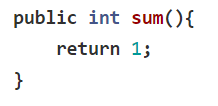 public int sum(){
    return 1;
}